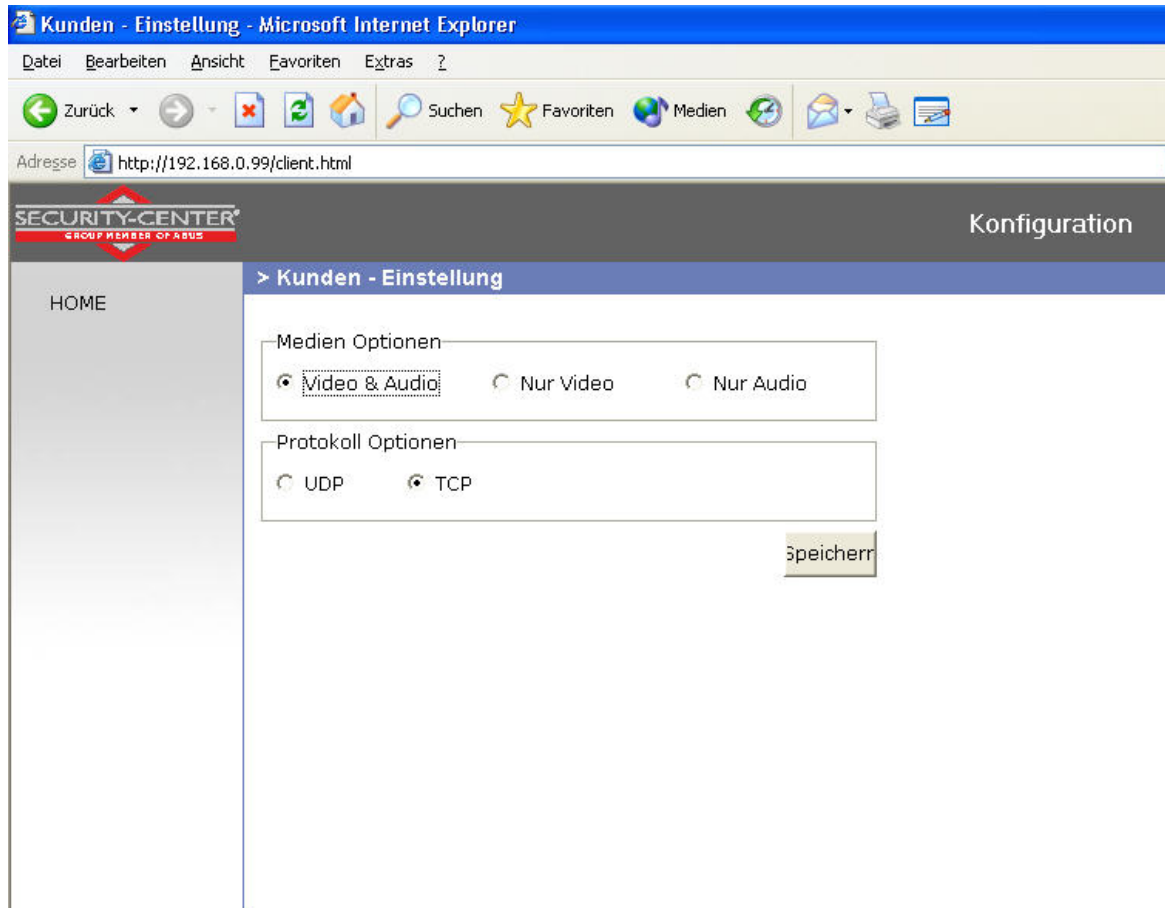 Kunden - Einstellung - Microsoft Internet Explorer
Datei Bearbeiten Ansicht Favoriten Extras ?
Zurück Suchen Favoriten Medien
Adresse http://192.168.0.99/client.html
SECURITY-CENTER®
GROUP MEMBER OF ABUS
Konfiguration
HOME
> Kunden - Einstellung
Medien Optionen
Video & Audio Nur Video Nur Audio
Protokoll Optionen
UDP TCP
Speicherr